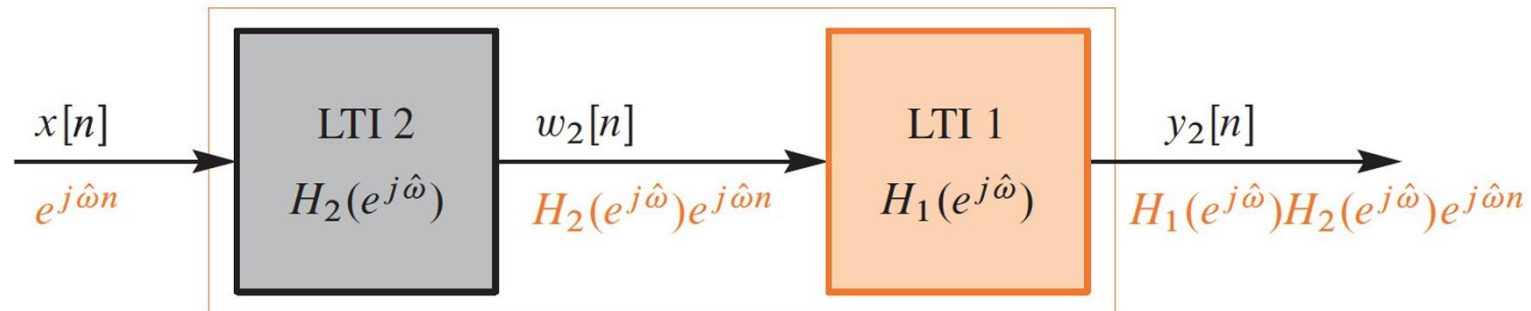 x[n]
e^{jω̂n}
LTI 2
H₂(e^{jω̂})
w₂[n]
H₂(e^{jω̂})e^{jω̂n}
LTI 1
H₁(e^{jω̂})
y₂[n]
H₁(e^{jω̂})H₂(e^{jω̂})e^{jω̂n}